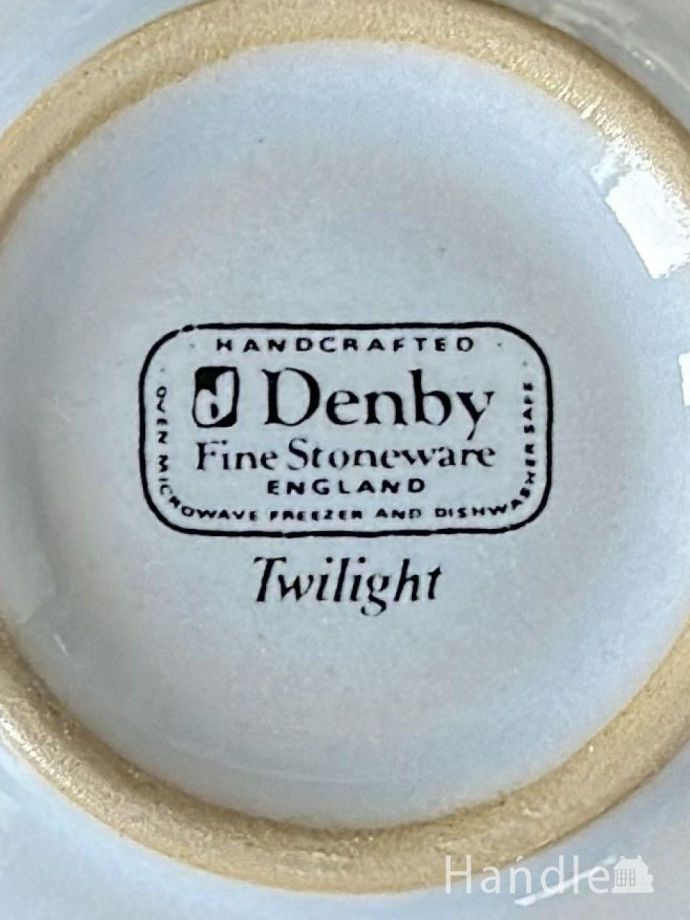 · HANDCRAFTED ·
Denby
Fine Stoneware
ENGLAND
· OVEN MICROWAVE FREEZER AND DISHWASHER SAFE ·
Twilight
Handle